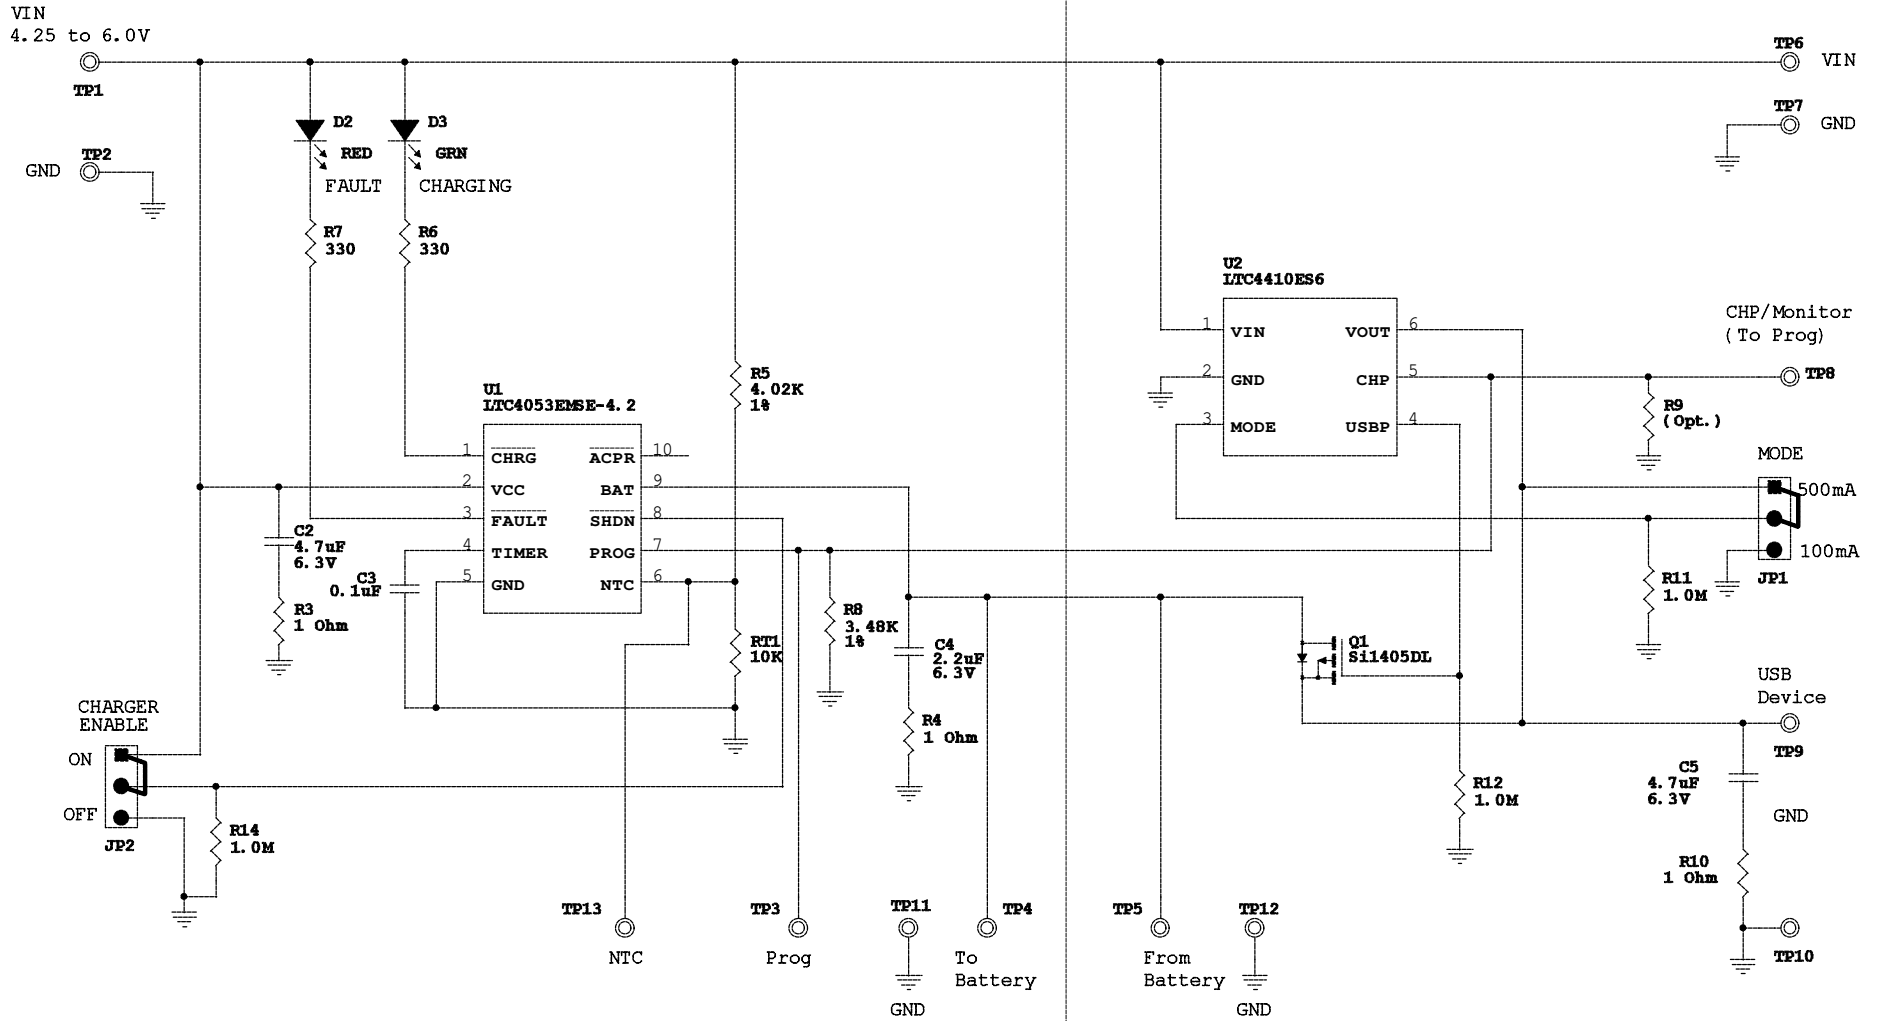 VIN
4.25 to 6.0V
TP1
GND
TP2
D2
RED
FAULT
D3
GRN
CHARGING
R7
330
R6
330
R5
4.02K
1%
U1
LTC4053EMSE-4.2
1
CHRG
2
VCC
3
FAULT
4
TIMER
5
GND
ACPR
10
BAT
9
SHDN
8
PROG
7
NTC
6
C2
4.7uF
6.3V
R3
1 Ohm
C3
0.1uF
RT1
10K
R8
3.48K
1%
C4
2.2uF
6.3V
R4
1 Ohm
CHARGER
ENABLE
ON
OFF
JP2
R14
1.0M
TP13
NTC
TP3
Prog
TP11
GND
TP4
To
Battery
TP5
From
Battery
TP12
GND
TP6
VIN
TP7
GND
U2
LTC4410ES6
1
VIN
2
GND
3
MODE
VOUT
6
CHP
5
USBP
4
CHP/Monitor
(To Prog)
TP8
R9
(Opt.)
MODE
500mA
100mA
JP1
R11
1.0M
Q1
Si1405DL
USB
Device
TP9
R12
1.0M
C5
4.7uF
6.3V
GND
R10
1 Ohm
TP10